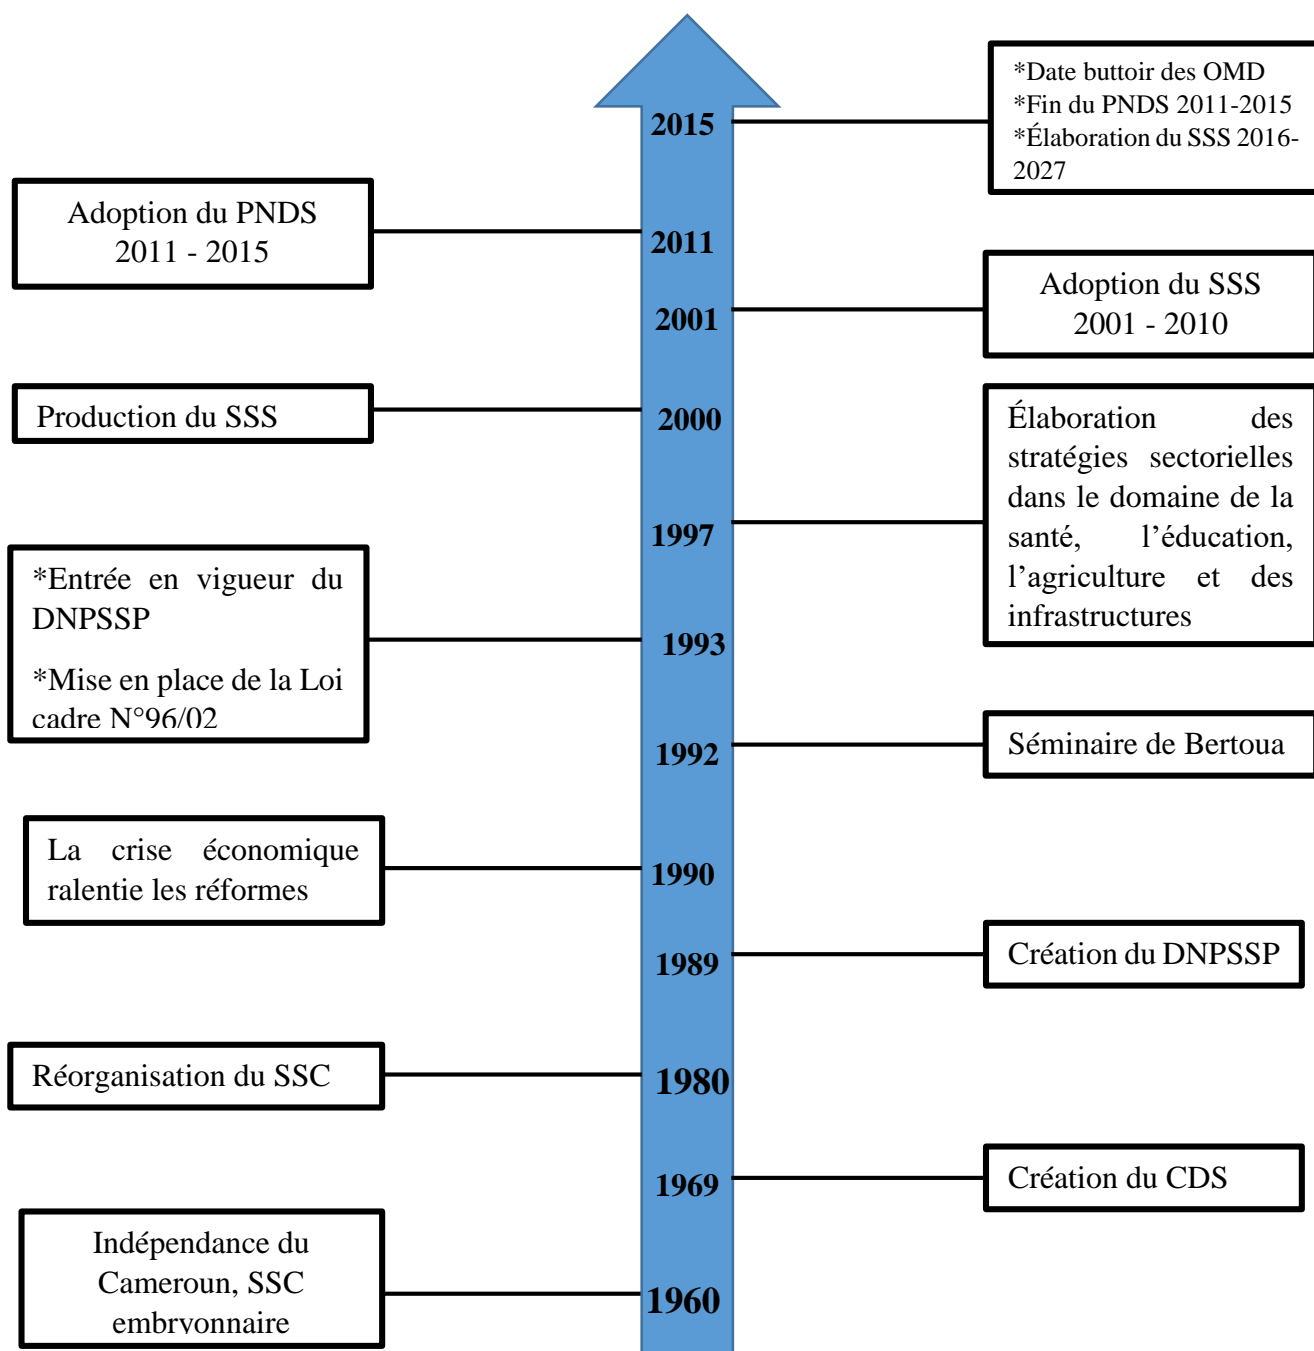 *Date buttoir des OMD
*Fin du PNDS 2011-2015
*Élaboration du SSS 2016-
2027
2015
Adoption du PNDS
2011 - 2015
2011
Adoption du SSS
2001 - 2010
2001
Production du SSS
2000
Élaboration des
stratégies sectorielles
dans le domaine de la
santé, l’éducation,
l’agriculture et des
infrastructures
1997
*Entrée en vigueur du
DNPSSP
*Mise en place de la Loi
cadre N°96/02
1993
Séminaire de Bertoua
1992
La crise économique
ralentie les réformes
1990
Création du DNPSSP
1989
Réorganisation du SSC
1980
Création du CDS
1969
Indépendance du
Cameroun, SSC
embryonnaire
1960